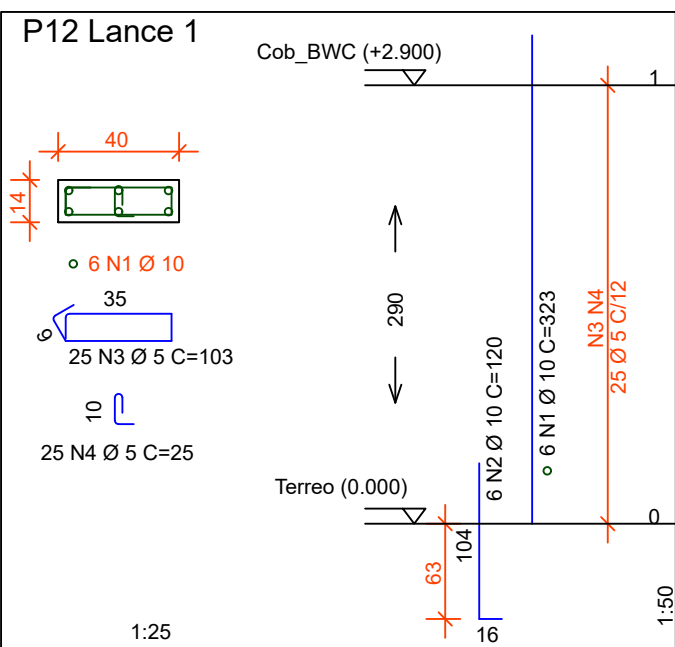 P12 Lance 1
Cob_BWC (+2.900)
1
40
14
6 N1 Ø 10
35
9
25 N3 Ø 5 C=103
10
25 N4 Ø 5 C=25
290
6 N2 Ø 10 C=120
6 N1 Ø 10 C=323
N3 N4
25 Ø 5 C/12
Terreo (0.000)
0
63
104
16
1:25
1:50